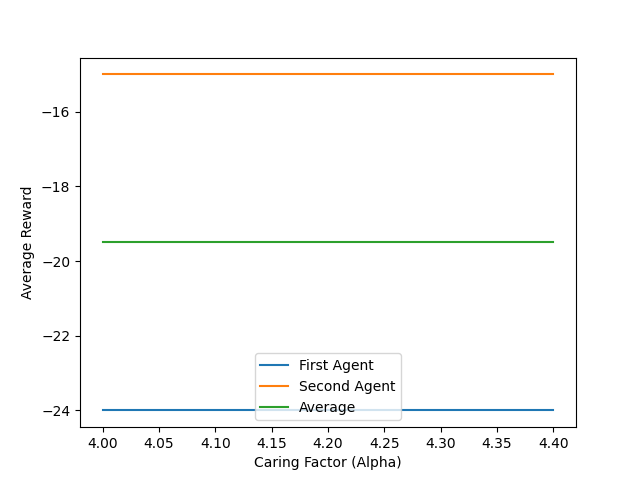 −16
−18
−20
−22
−24
Average Reward
First Agent
Second Agent
Average
4.00 4.05 4.10 4.15 4.20 4.25 4.30 4.35 4.40
Caring Factor (Alpha)